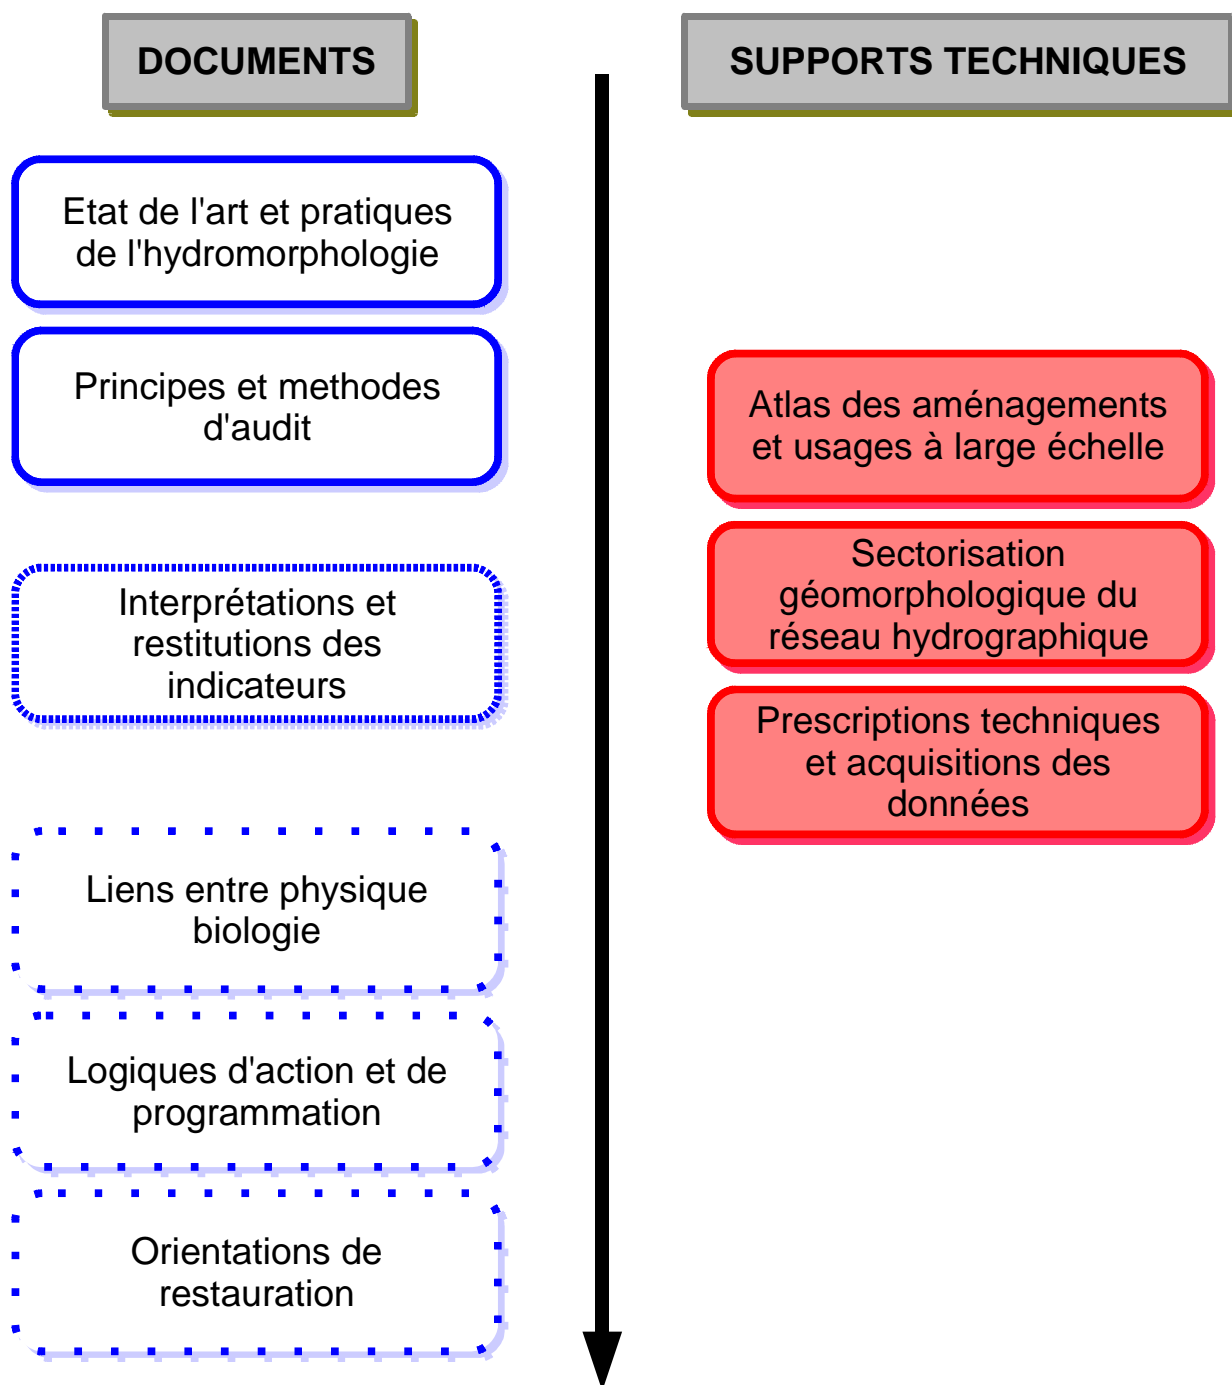 DOCUMENTS
Etat de l'art et pratiques
de l'hydromorphologie
Principes et methodes
d'audit
Interprétations et
restitutions des
indicateurs
Liens entre physique
biologie
Logiques d'action et de
programmation
Orientations de
restauration
SUPPORTS TECHNIQUES
Atlas des aménagements
et usages à large échelle
Sectorisation
géomorphologique du
réseau hydrographique
Prescriptions techniques
et acquisitions des
données